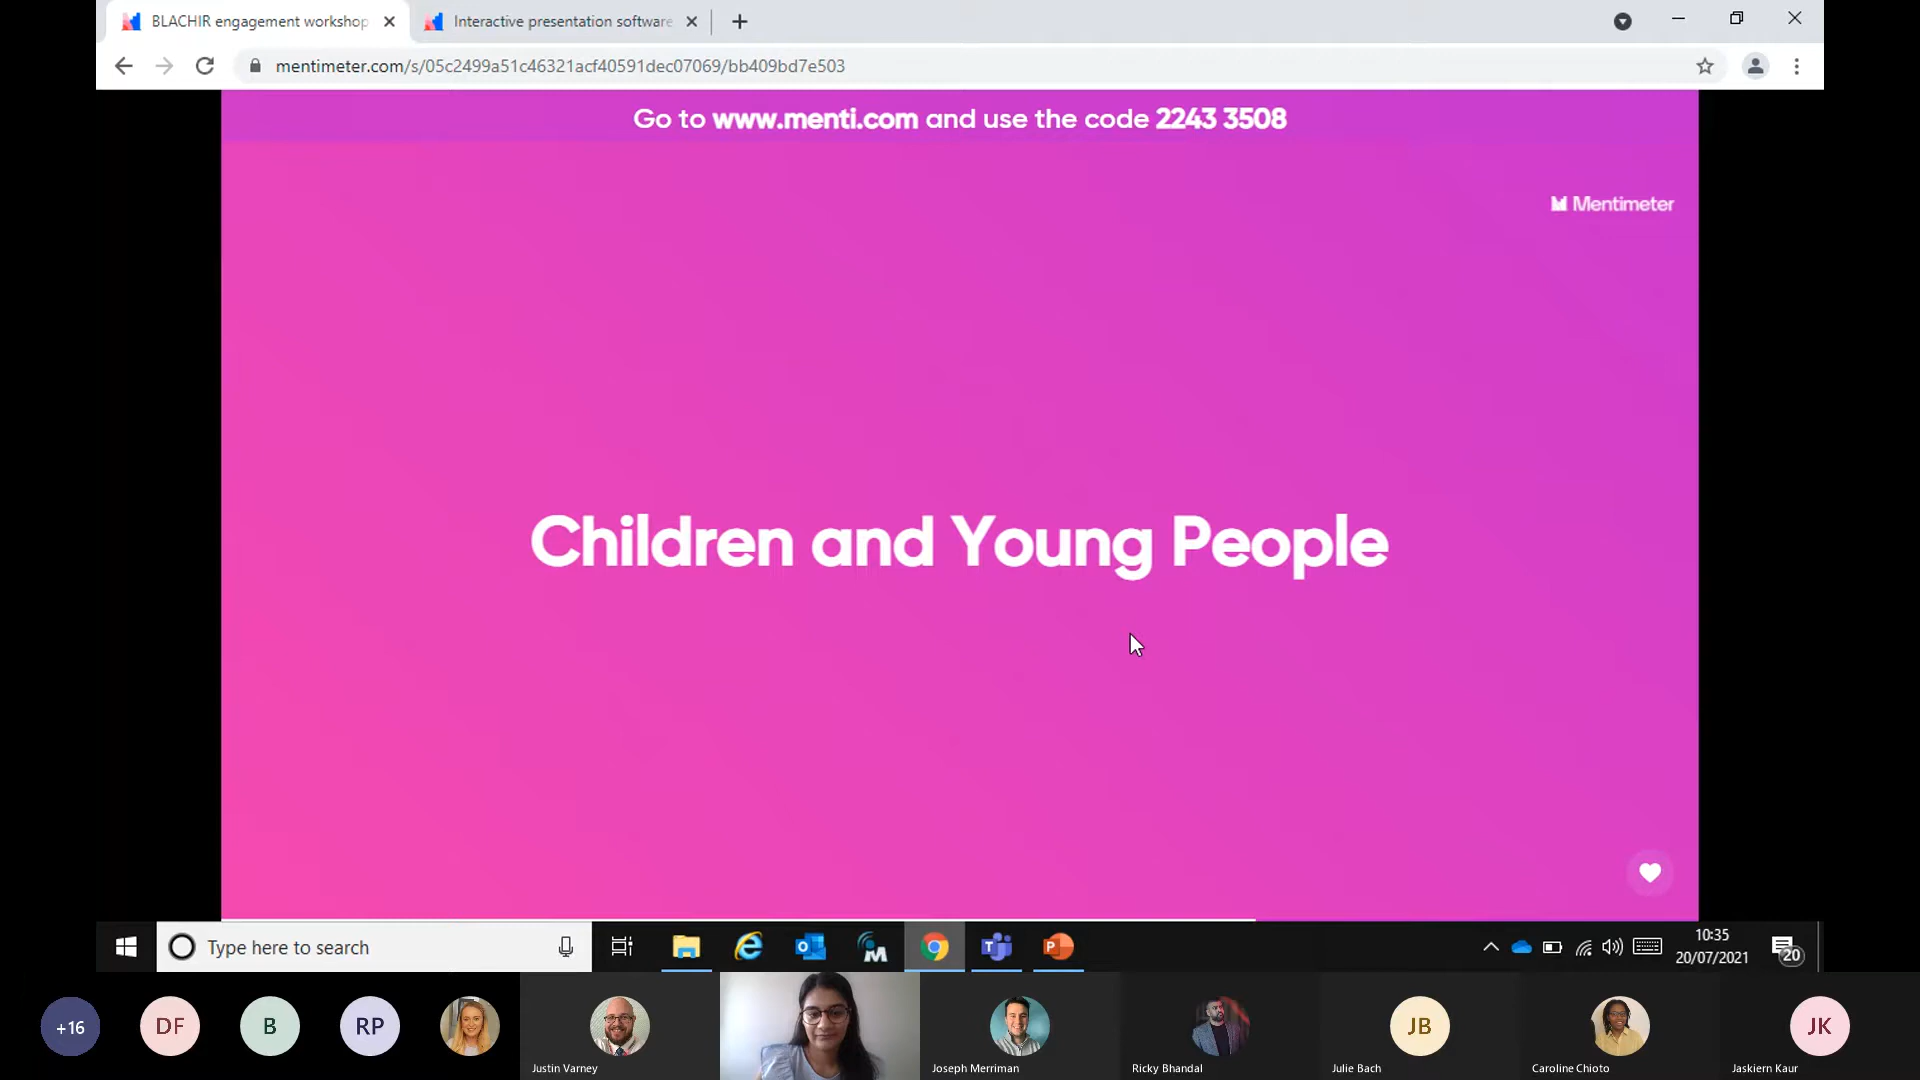 BLACHIR engagement workshop
Interactive presentation software
mentimeter.com/s/05c2499a51c46321acf40591dec07069/bb409bd7e503
Go to www.menti.com and use the code 2243 3508
Mentimeter
Children and Young People
Type here to search
10:35
20/07/2021
20
+16
DF
B
RP
JB
JK
Justin Varney
Joseph Merriman
Ricky Bhandal
Julie Bach
Caroline Chioto
Jaskiern Kaur